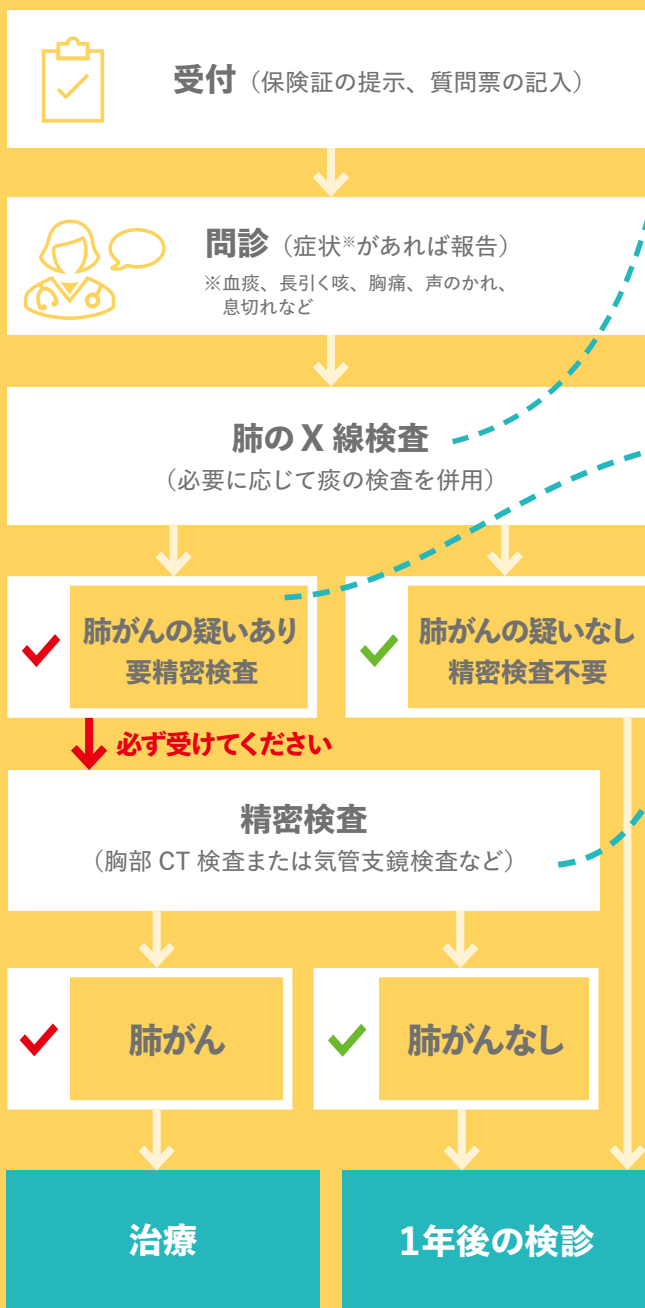 受付（保険証の提示、質問票の記入）
問診（症状※があれば報告）
※血痰、長引く咳、胸痛、声のかれ、
息切れなど
肺のX線検査
（必要に応じて痰の検査を併用）
肺がんの疑いあり
要精密検査
肺がんの疑いなし
精密検査不要
必ず受けてください
精密検査
（胸部 CT 検査または気管支鏡検査など）
肺がん
肺がんなし
治療
1年後の検診